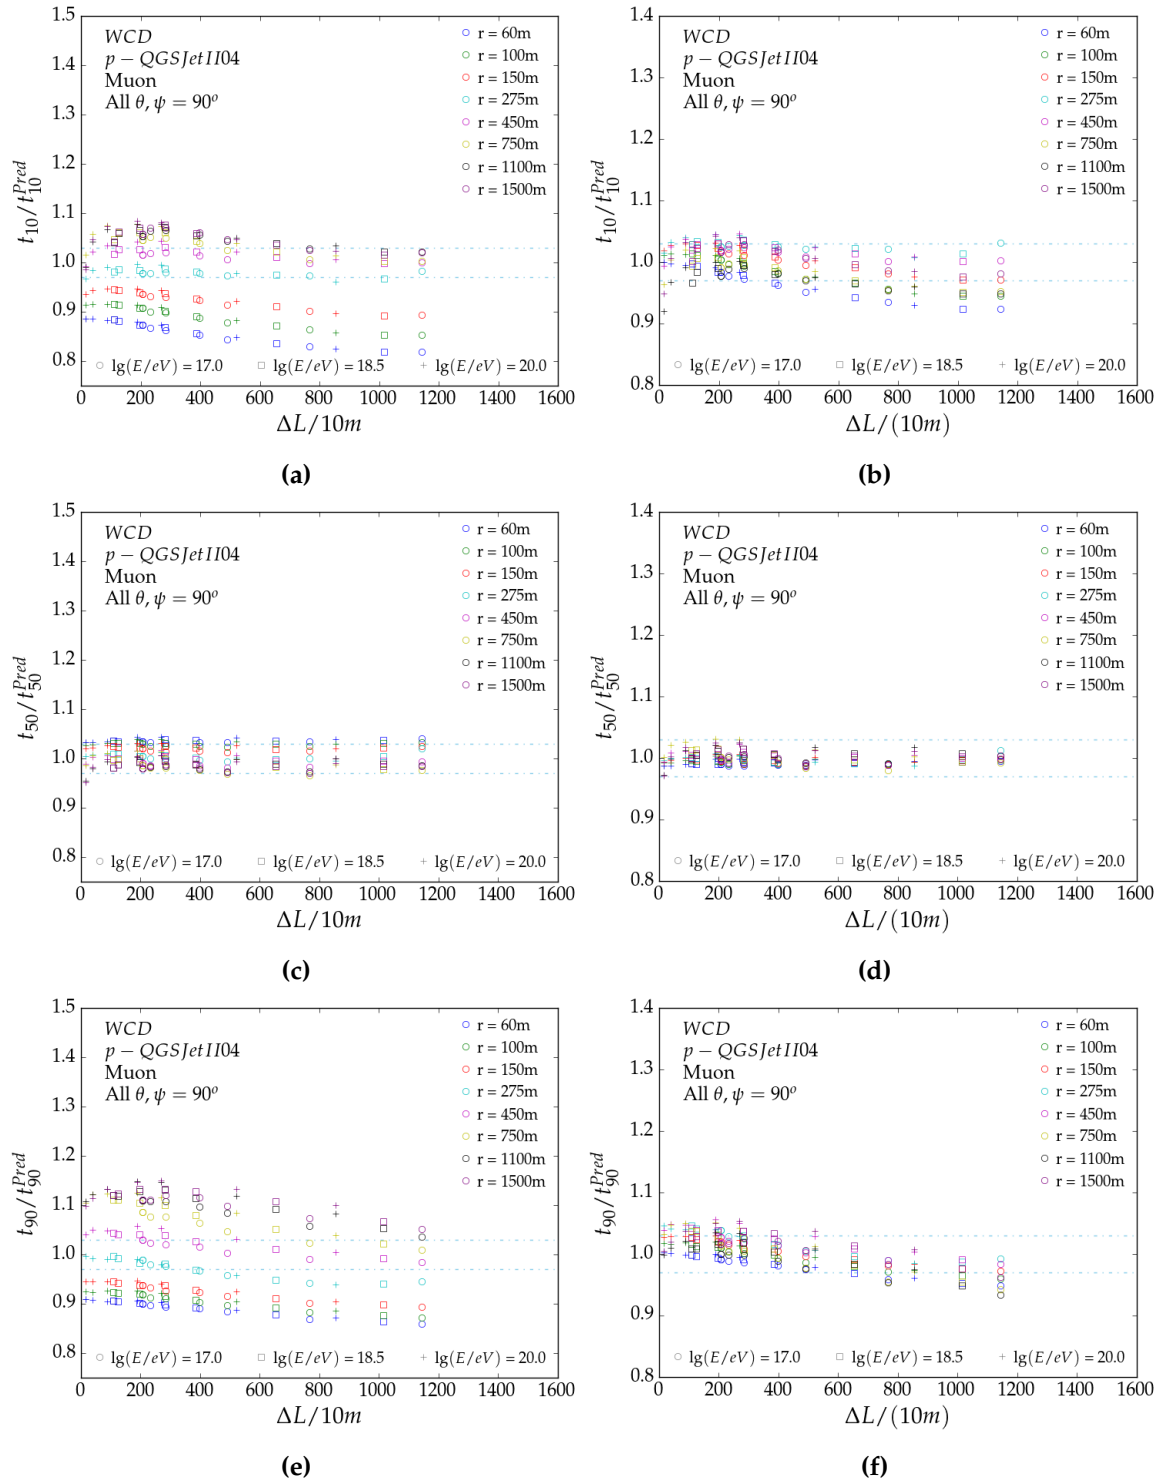 1.5
1.4
1.3
1.2
1.1
1.0
0.9
0.8
t₁₀/t₁₀^Pred
WCD
p − QGSJetII04
Muon
All θ, ψ = 90°
r = 60m
r = 100m
r = 150m
r = 275m
r = 450m
r = 750m
r = 1100m
r = 1500m
lg(E/eV) = 17.0 lg(E/eV) = 18.5 lg(E/eV) = 20.0
0 200 400 600 800 1000 1200 1400 1600
ΔL/10m
(a)
1.4
1.3
1.2
1.1
1.0
0.9
0.8
t₁₀/t₁₀^Pred
WCD
p − QGSJetII04
Muon
All θ, ψ = 90°
r = 60m
r = 100m
r = 150m
r = 275m
r = 450m
r = 750m
r = 1100m
r = 1500m
lg(E/eV) = 17.0 lg(E/eV) = 18.5 lg(E/eV) = 20.0
0 200 400 600 800 1000 1200 1400 1600
ΔL/(10m)
(b)
1.5
1.4
1.3
1.2
1.1
1.0
0.9
0.8
t₅₀/t₅₀^Pred
WCD
p − QGSJetII04
Muon
All θ, ψ = 90°
r = 60m
r = 100m
r = 150m
r = 275m
r = 450m
r = 750m
r = 1100m
r = 1500m
lg(E/eV) = 17.0 lg(E/eV) = 18.5 lg(E/eV) = 20.0
0 200 400 600 800 1000 1200 1400 1600
ΔL/10m
(c)
1.4
1.3
1.2
1.1
1.0
0.9
0.8
t₅₀/t₅₀^Pred
WCD
p − QGSJetII04
Muon
All θ, ψ = 90°
r = 60m
r = 100m
r = 150m
r = 275m
r = 450m
r = 750m
r = 1100m
r = 1500m
lg(E/eV) = 17.0 lg(E/eV) = 18.5 lg(E/eV) = 20.0
0 200 400 600 800 1000 1200 1400 1600
ΔL/(10m)
(d)
1.5
1.4
1.3
1.2
1.1
1.0
0.9
0.8
t₉₀/t₉₀^Pred
WCD
p − QGSJetII04
Muon
All θ, ψ = 90°
r = 60m
r = 100m
r = 150m
r = 275m
r = 450m
r = 750m
r = 1100m
r = 1500m
lg(E/eV) = 17.0 lg(E/eV) = 18.5 lg(E/eV) = 20.0
0 200 400 600 800 1000 1200 1400 1600
ΔL/10m
(e)
1.4
1.3
1.2
1.1
1.0
0.9
0.8
t₉₀/t₉₀^Pred
WCD
p − QGSJetII04
Muon
All θ, ψ = 90°
r = 60m
r = 100m
r = 150m
r = 275m
r = 450m
r = 750m
r = 1100m
r = 1500m
lg(E/eV) = 17.0 lg(E/eV) = 18.5 lg(E/eV) = 20.0
0 200 400 600 800 1000 1200 1400 1600
ΔL/(10m)
(f)